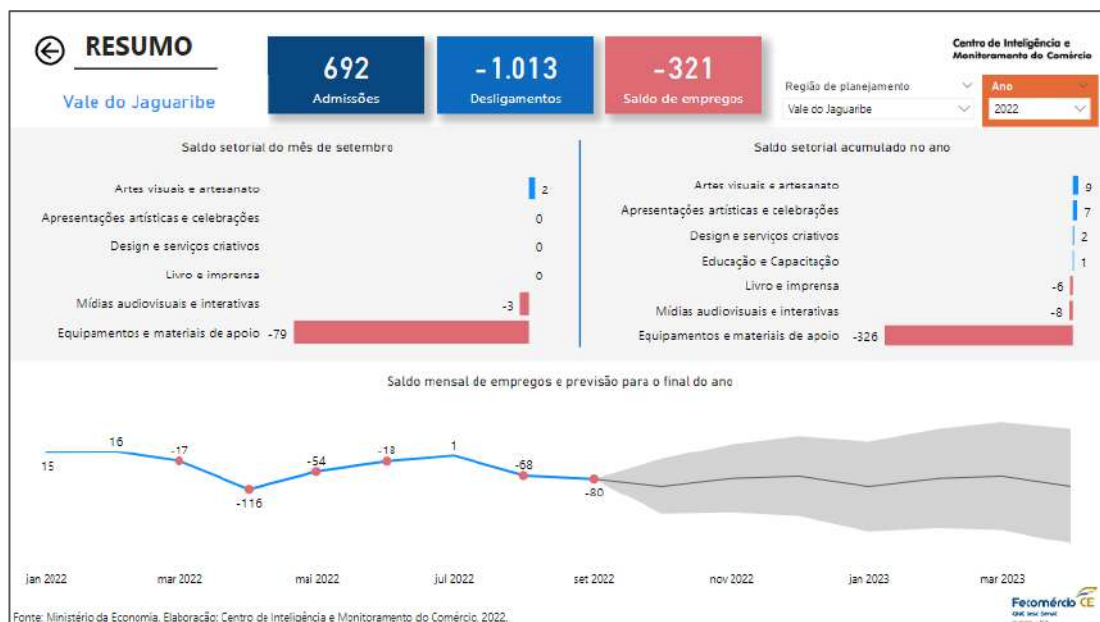 RESUMO
Vale do Jaguaribe
692
Admissões
-1.013
Desligamentos
-321
Saldo de empregos
Centro de Inteligência e
Monitoramento do Comércio
Região de planejamento
Vale do Jaguaribe
Ano
2022
Saldo setorial do mês de setembro
Artes visuais e artesanato 2
Apresentações artísticas e celebrações 0
Design e serviços criativos 0
Livro e imprensa 0
Mídias audiovisuais e interativas -3
Equipamentos e materiais de apoio -79
Saldo setorial acumulado no ano
Artes visuais e artesanato 9
Apresentações artísticas e celebrações 7
Design e serviços criativos 2
Educação e Capacitação 1
Livro e imprensa -6
Mídias audiovisuais e interativas -8
Equipamentos e materiais de apoio -326
Saldo mensal de empregos e previsão para o final do ano
15 16 -17 -116 -54 -18 1 -68 -80
jan 2022 mar 2022 mai 2022 jul 2022 set 2022 nov 2022 jan 2023 mar 2023
Fonte: Ministério da Economia. Elaboração: Centro de Inteligência e Monitoramento do Comércio, 2022.
Fecomércio CE